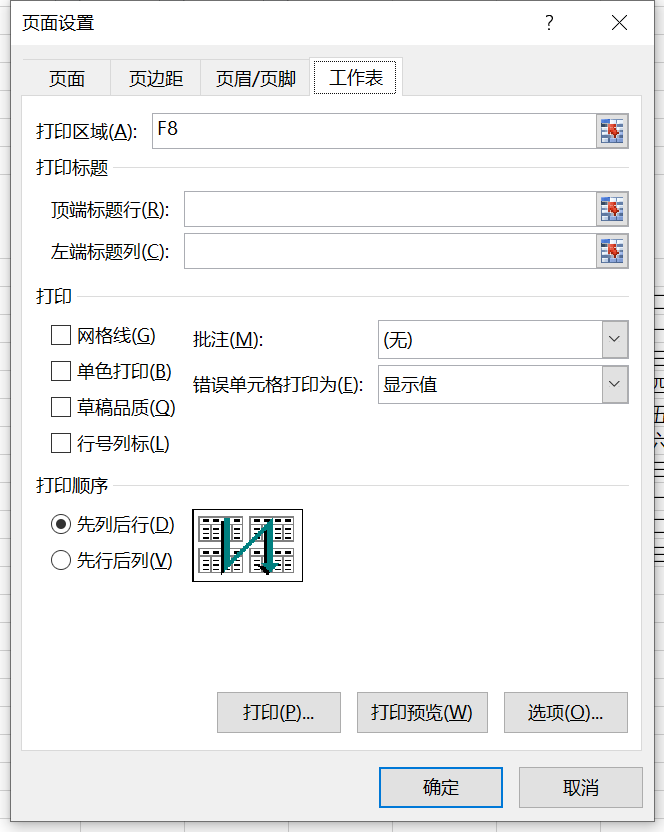 页面设置 ?
页面 页边距 页眉/页脚 工作表
打印区域(A): F8
打印标题
顶端标题行(R):
左端标题列(C):
打印
网格线(G) 批注(M): (无)
单色打印(B) 错误单元格打印为(E): 显示值
草稿品质(Q)
行号列标(L)
打印顺序
先列后行(D)
先行后列(V)
打印(P)... 打印预览(W) 选项(O)...
确定 取消